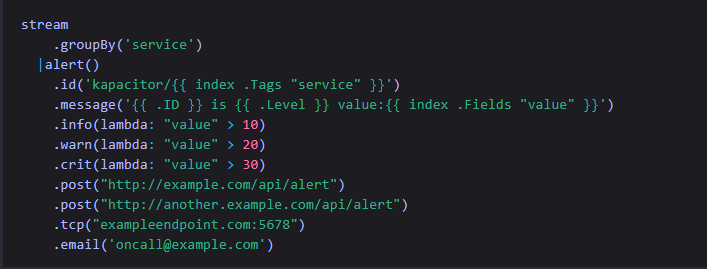 stream
.groupBy('service')
|alert()
.id('kapacitor/{{ index .Tags "service" }}')
.message('{{ .ID }} is {{ .Level }} value:{{ index .Fields "value" }}')
.info(lambda: "value" > 10)
.warn(lambda: "value" > 20)
.crit(lambda: "value" > 30)
.post("http://example.com/api/alert")
.post("http://another.example.com/api/alert")
.tcp("exampleendpoint.com:5678")
.email('oncall@example.com')